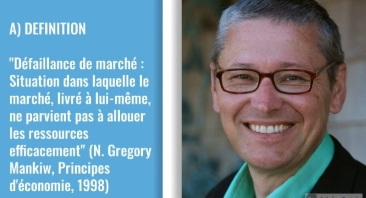 A) DEFINITION
"Défaillance de marché :
Situation dans laquelle le
marché, livré à lui-même,
ne parvient pas à allouer
les ressources
efficacement" (N. Gregory
Mankiw, Principes
d'économie, 1998)